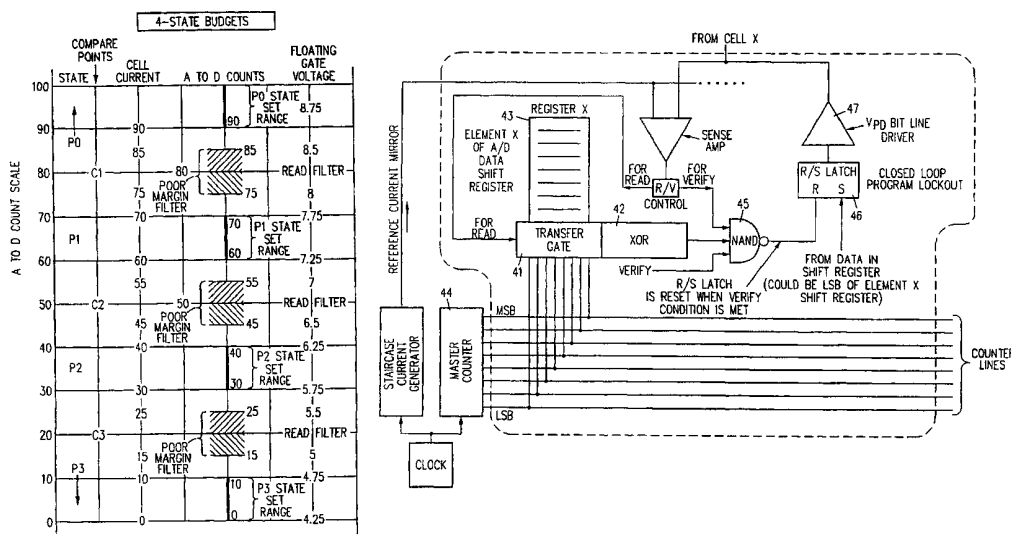 4-STATE BUDGETS
COMPARE POINTS
STATE
CELL CURRENT
A TO D COUNTS
FLOATING GATE VOLTAGE
A TO D COUNT SCALE
100
90
80
70
60
50
40
30
20
10
0
P0
C1
P1
C2
P2
C3
P3
90
85
75
70
60
55
45
40
30
25
15
10
0
P0 STATE SET RANGE
90
8.75
85
8.5
80
READ FILTER
POOR MARGIN FILTER
75
8
70
7.75
P1 STATE SET RANGE
60
7.25
55
7
50
READ FILTER
POOR MARGIN FILTER
45
6.5
6.25
40
P2 STATE SET RANGE
30
5.75
25
5.5
READ FILTER
POOR MARGIN FILTER
15
5
4.75
10
P3 STATE SET RANGE
0
4.25
FROM CELL X
REFERENCE CURRENT MIRROR
43
REGISTER X
ELEMENT X OF A/D DATA SHIFT REGISTER
SENSE AMP
FOR READ
R/V
CONTROL
FOR VERIFY
47
VPD BIT LINE DRIVER
R/S LATCH
R S
46
CLOSED LOOP PROGRAM LOCKOUT
FOR READ
TRANSFER GATE
41
42
XOR
45
NAND
VERIFY
R/S LATCH IS RESET WHEN VERIFY CONDITION IS MET
FROM DATA IN SHIFT REGISTER (COULD BE LSB OF ELEMENT X SHIFT REGISTER)
STAIRCASE CURRENT GENERATOR
44
MASTER COUNTER
MSB
LSB
COUNTER LINES
CLOCK